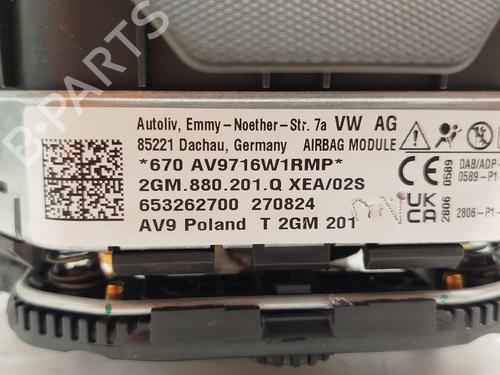 B-PARTS
Autoliv, Emmy-Noether-Str. 7a VW AG
85221 Dachau, Germany AIRBAG MODULE
*670 AV9716W1RMP*
2GM.880.201.Q XEA/02S
653262700 270824
AV9 Poland T 2GM 201
CE 0589
UK CA 2806
DAB/ADP-
0589-P1
2806-P1-